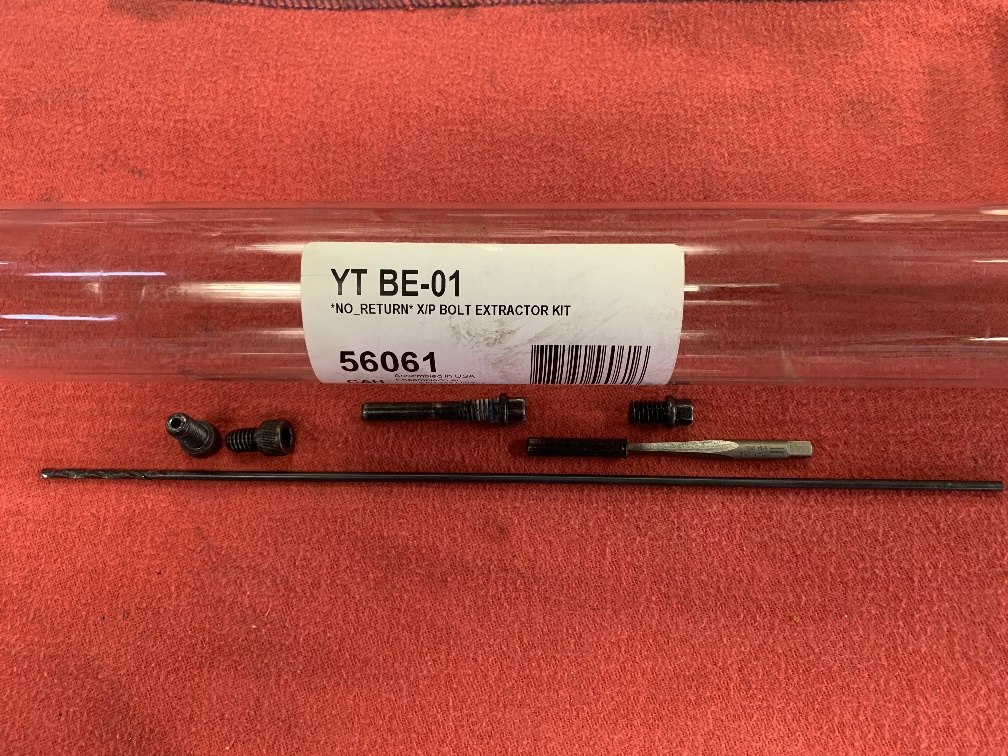 YT BE-01
*NO_RETURN* X/P BOLT EXTRACTOR KIT
56061
Assembled in USA